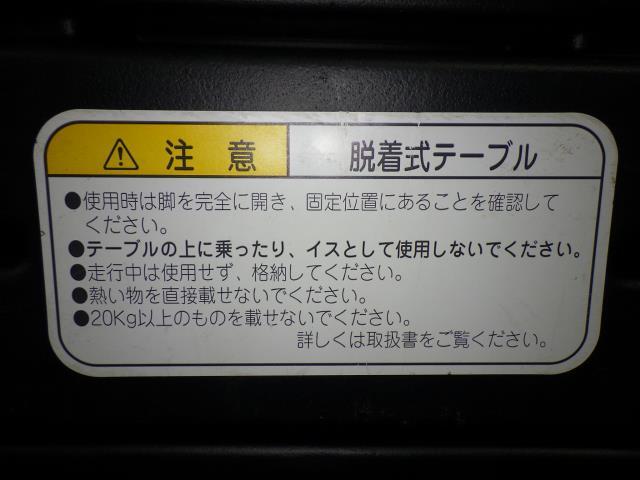 ⚠ 注意 脱着式テーブル
●使用時は脚を完全に開き、固定位置にあることを確認して
ください。
●テーブルの上に乗ったり、イスとして使用しないでください。
●走行中は使用せず、格納してください。
●熱い物を直接載せないでください。
●20Kg以上のものを載せないでください。
詳しくは取扱書をご覧ください。